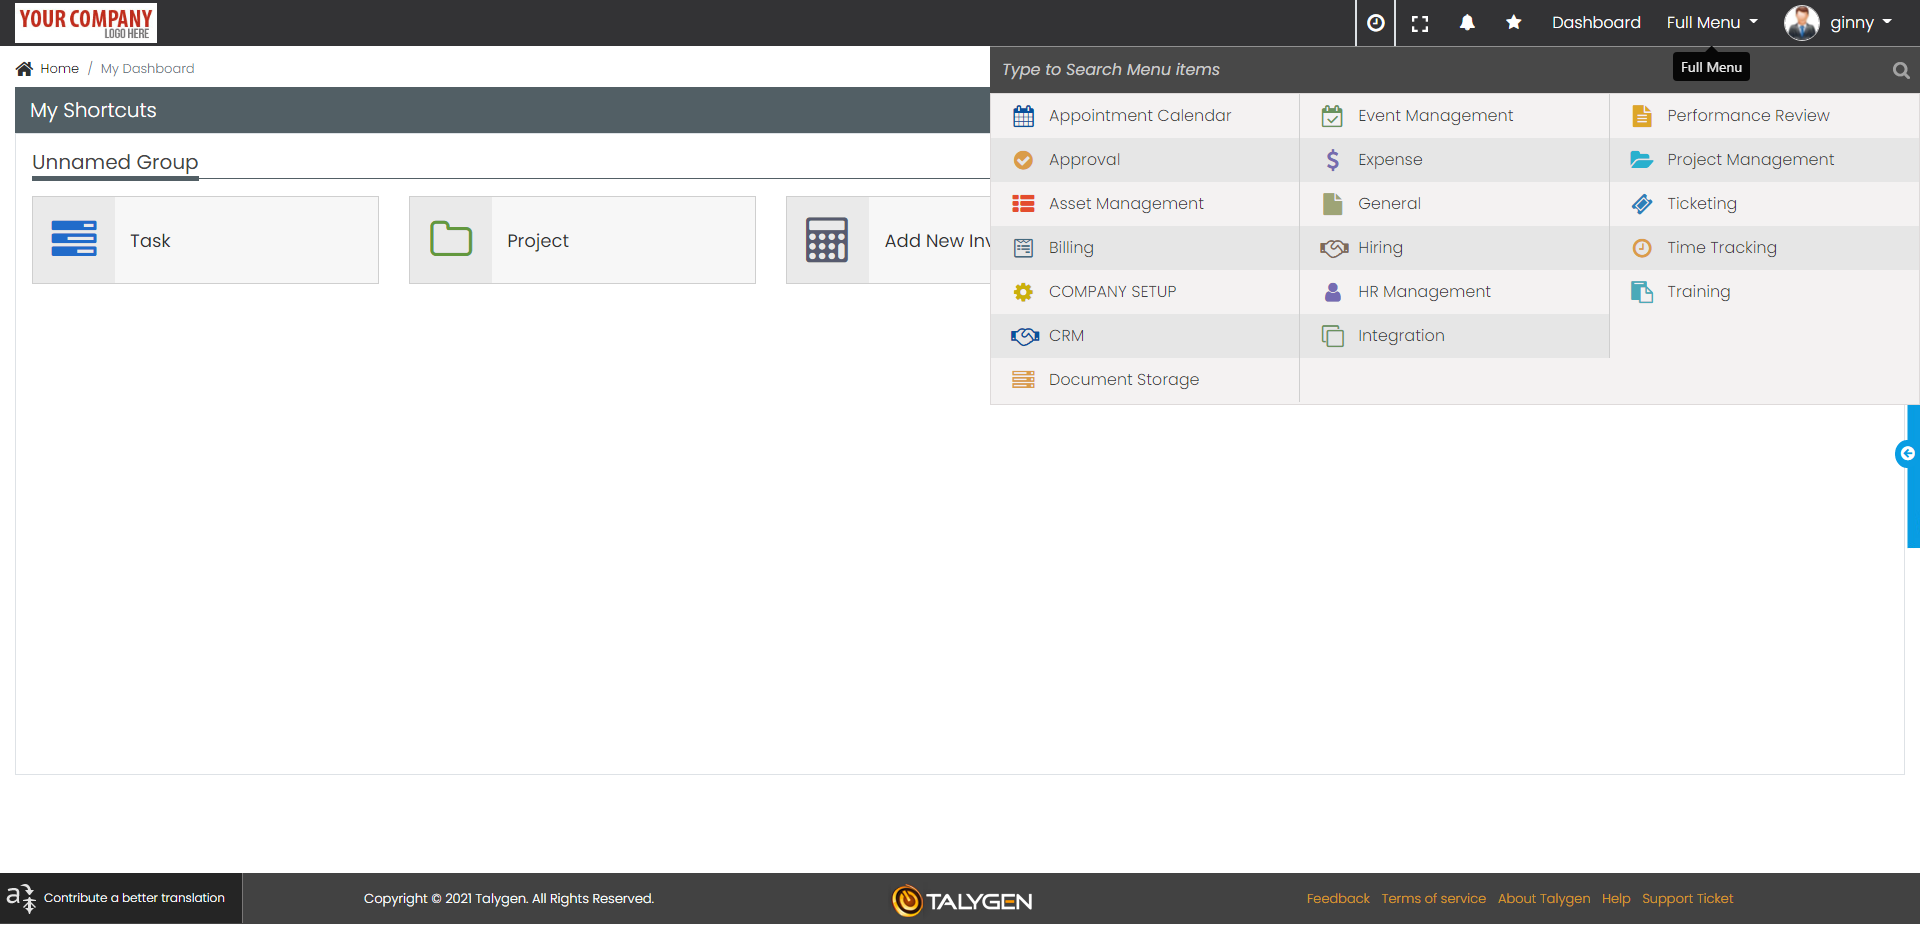 YOUR COMPANY
LOGO HERE
Dashboard
Full Menu
ginny
Home / My Dashboard
Type to Search Menu items
Full Menu
My Shortcuts
Unnamed Group
Task
Project
Add New Inv
Appointment Calendar
Approval
Asset Management
Billing
COMPANY SETUP
CRM
Document Storage
Event Management
Expense
General
Hiring
HR Management
Integration
Performance Review
Project Management
Ticketing
Time Tracking
Training
Contribute a better translation
Copyright © 2021 Talygen. All Rights Reserved.
TALYGEN
Feedback Terms of service About Talygen Help Support Ticket